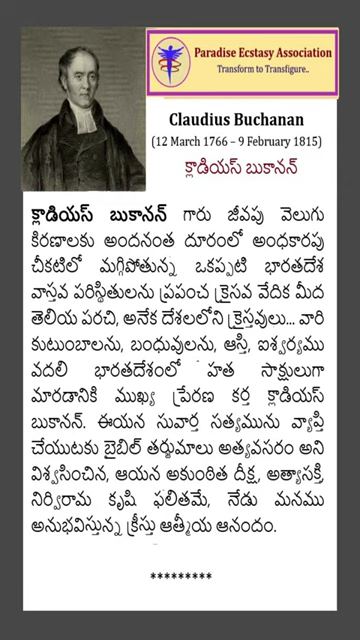 Paradise Ecstasy Association
Transform to Transfigure..
Claudius Buchanan
(12 March 1766 – 9 February 1815)
క్లాడియస్ బుకానన్
క్లాడియస్ బుకానన్ గారు జీవపు వెలుగు
కిరణాలకు అందనంత దూరంలో అంధకారపు
చీకటిలో మగ్గిపోతున్న ఒకప్పటి భారతదేశ
వాస్తవ పరిస్థితులను ప్రపంచ క్రైసవ వేదిక మీద
తెలియ పరచి, అనేక దేశలలోని క్రైస్తవులు... వారి
కుటుంబాలను, బంధువులను, ఆస్తి, ఐశ్వర్యము
వదలి భారతదేశంలో హత సాక్షులుగా
మారడానికి ముఖ్య ప్రేరణ కర్త క్లాడియస్
బుకానన్. ఈయన సువార్త సత్యమును వ్యాప్తి
చేయుటకు బైబిల్ తర్జుమాలు అత్యవసరం అని
విశ్వసించిన, ఆయన అకుంఠిత దీక్ష, అత్యాసక్తి
నిర్విరామ కృషి ఫలితమే, నేడు మనము
అనుభవిస్తున్న క్రీస్తు ఆత్మీయ ఆనందం.
*********